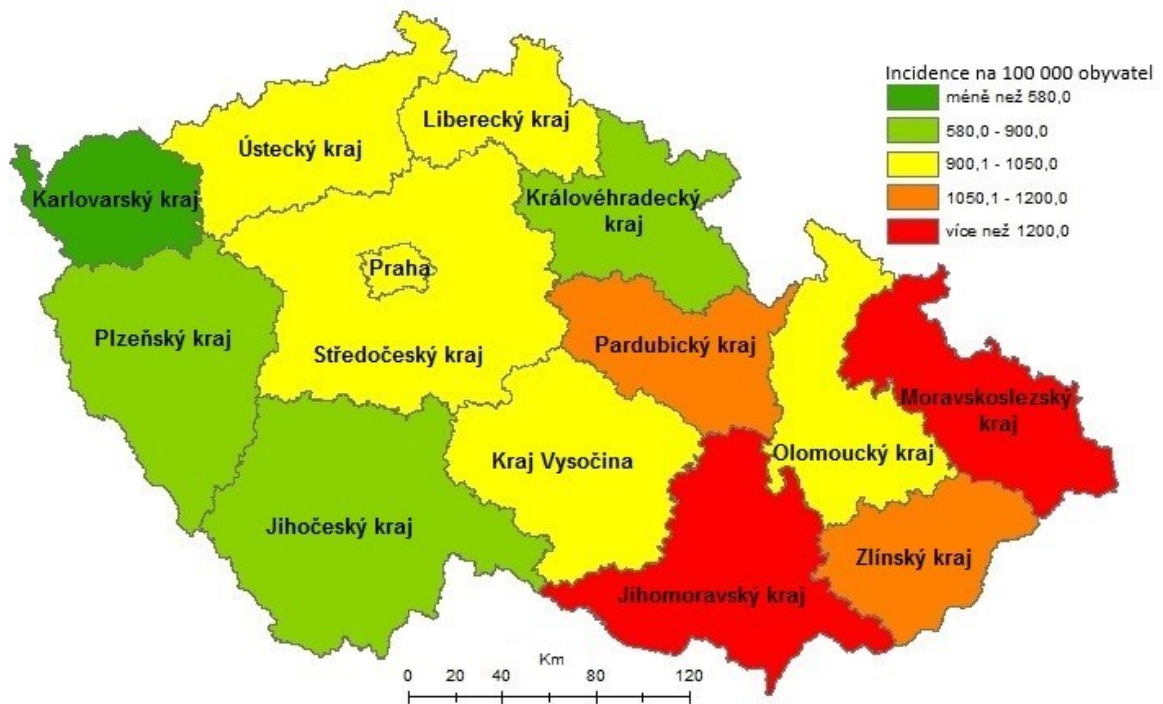 Incidence na 100 000 obyvatel
méně než 580,0
580,0 - 900,0
900,1 - 1050,0
1050,1 - 1200,0
více než 1200,0
Liberecký kraj
Ústecký kraj
Karlovarský kraj
Královéhradecký
kraj
Praha
Plzeňský kraj
Středočeský kraj
Pardubický kraj
Moravskoslezský
kraj
Kraj Vysočina
Olomoucký kraj
Jihočeský kraj
Zlínský kraj
Jihomoravský kraj
Km
0 20 40 80 120